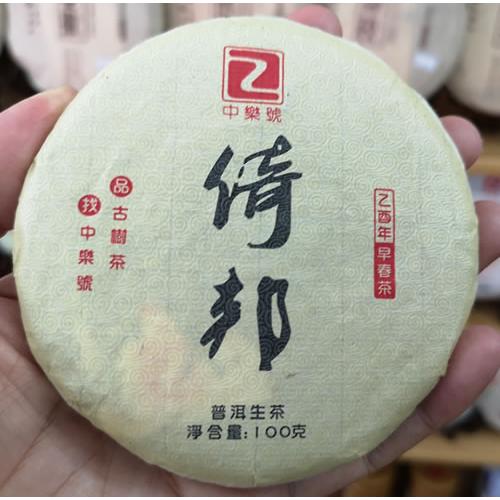 中樂號
倚邦
品古樹茶
找中樂號
乙酉年早春茶
普洱生茶
淨含量:100克